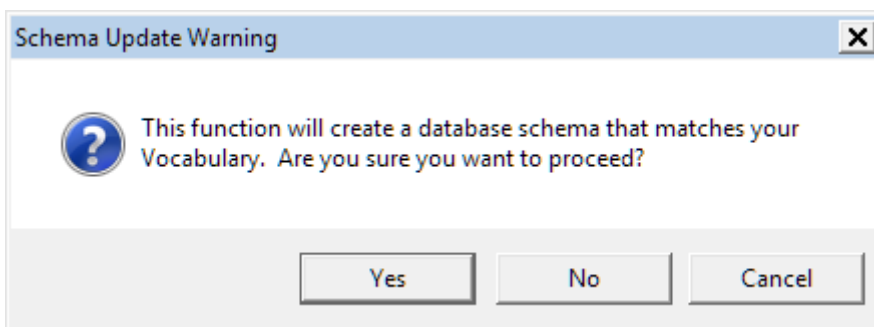 Schema Update Warning
This function will create a database schema that matches your
Vocabulary.  Are you sure you want to proceed?
Yes
No
Cancel